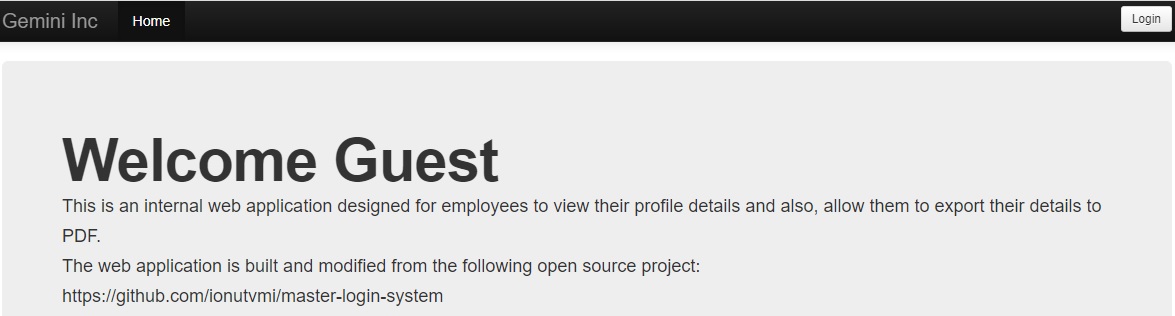 Gemini Inc Home Login
Welcome Guest
This is an internal web application designed for employees to view their profile details and also, allow them to export their details to
PDF.
The web application is built and modified from the following open source project:
https://github.com/ionutvmi/master-login-system